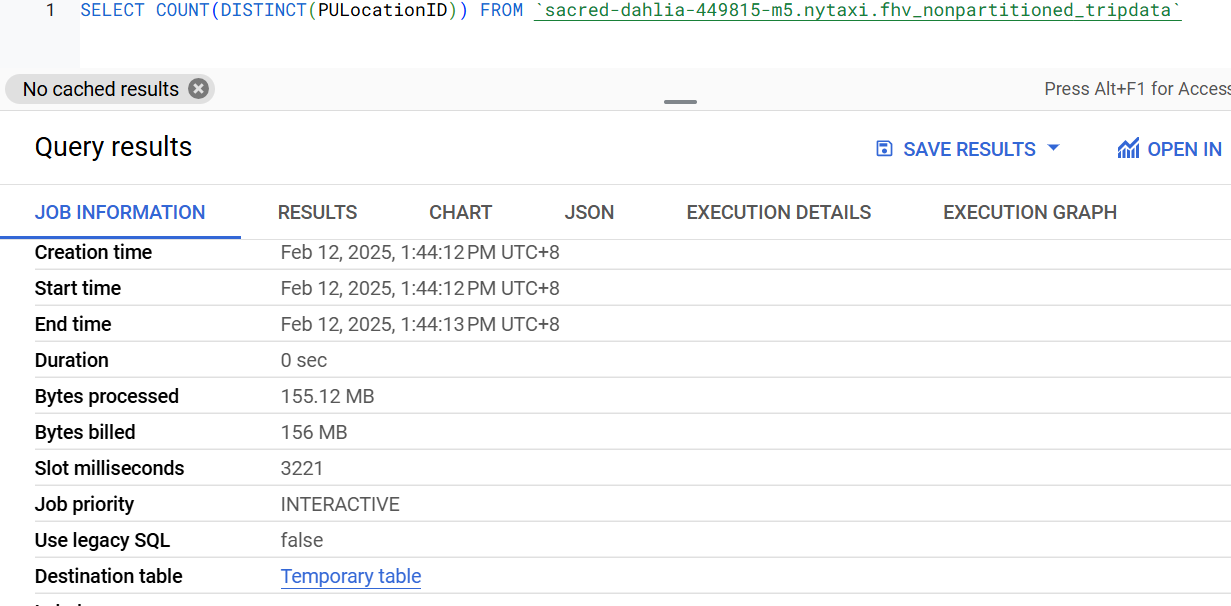 1 SELECT COUNT(DISTINCT(PULocationID)) FROM `sacred-dahlia-449815-m5.nytaxi.fhv_nonpartitioned_tripdata`
No cached results
Press Alt+F1 for Access
Query results
SAVE RESULTS
OPEN IN
JOB INFORMATION RESULTS CHART JSON EXECUTION DETAILS EXECUTION GRAPH
Creation time Feb 12, 2025, 1:44:12 PM UTC+8
Start time Feb 12, 2025, 1:44:12 PM UTC+8
End time Feb 12, 2025, 1:44:13 PM UTC+8
Duration 0 sec
Bytes processed 155.12 MB
Bytes billed 156 MB
Slot milliseconds 3221
Job priority INTERACTIVE
Use legacy SQL false
Destination table Temporary table